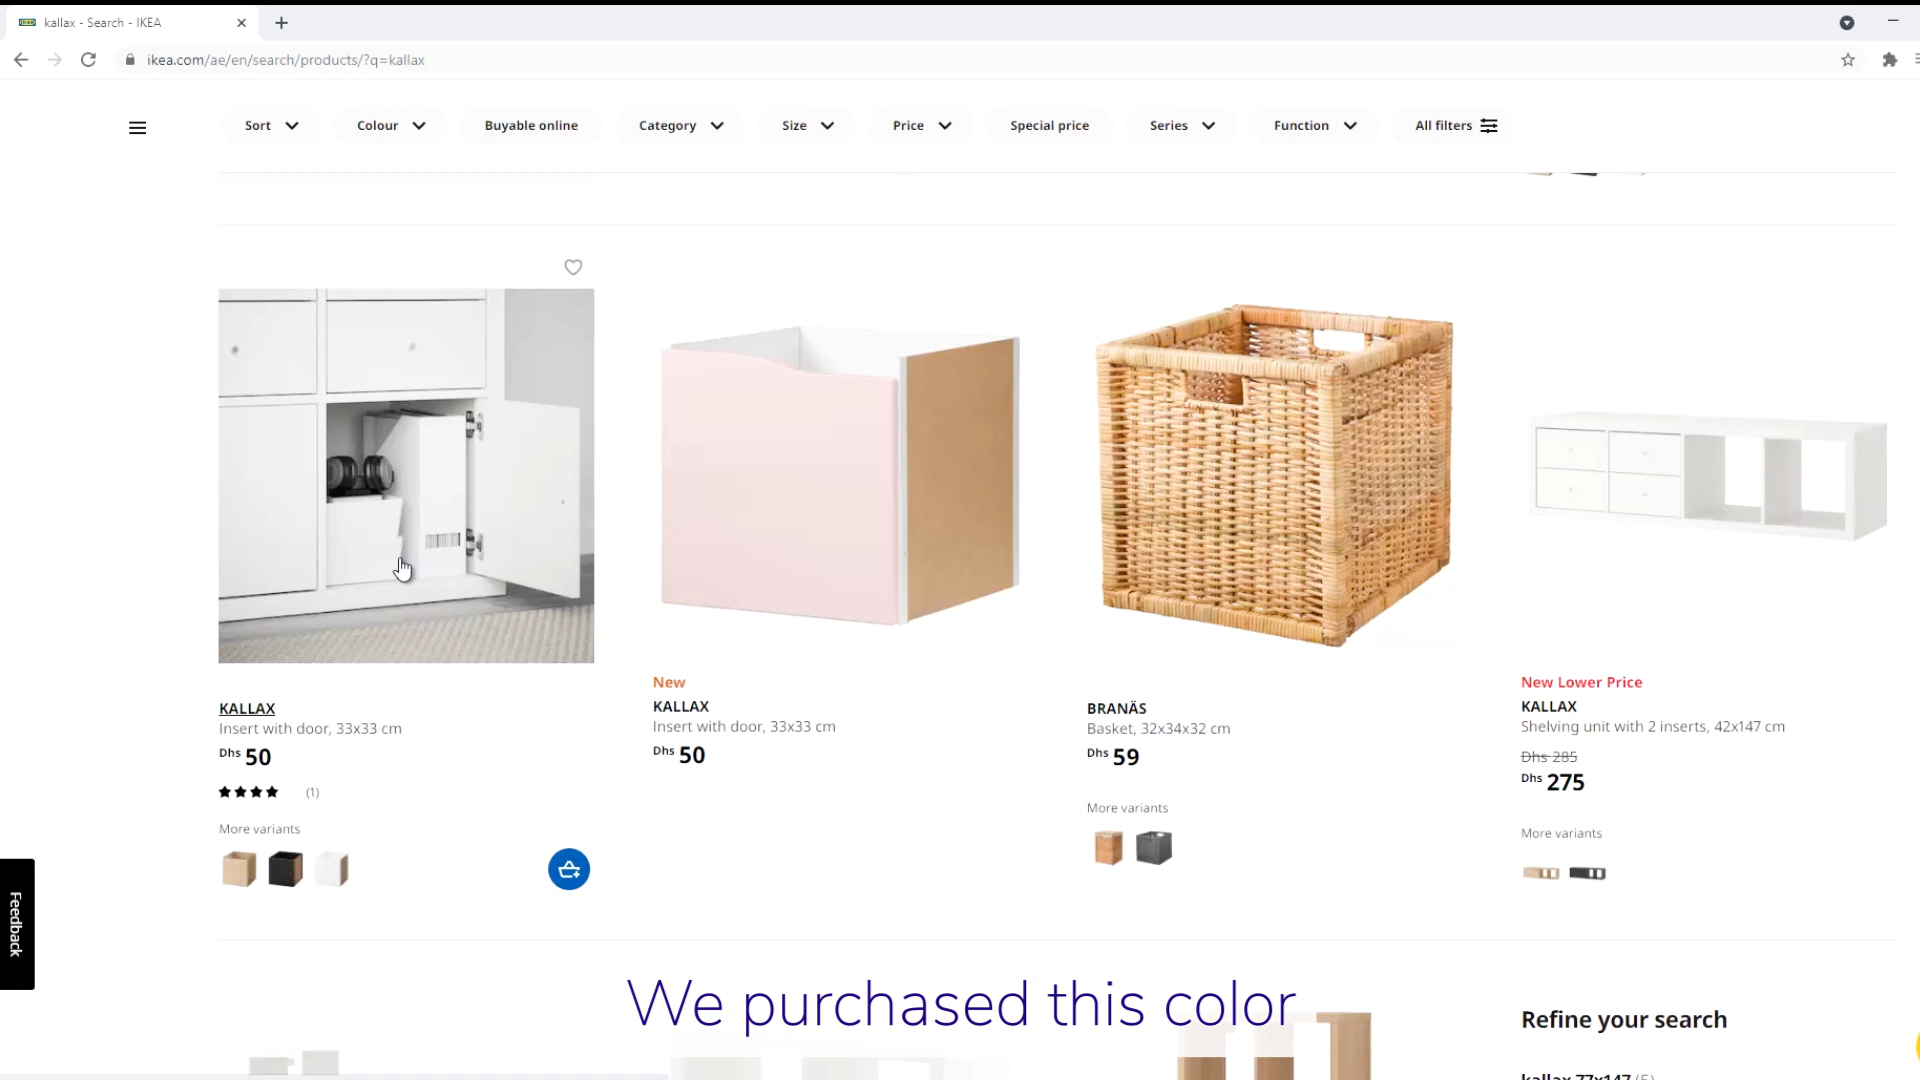 kallax - Search - IKEA
ikea.com/ae/en/search/products/?q=kallax
Sort
Colour
Buyable online
Category
Size
Price
Special price
Series
Function
All filters
KALLAX
Insert with door, 33x33 cm
Dhs 50
(1)
More variants
New
KALLAX
Insert with door, 33x33 cm
Dhs 50
BRANÄS
Basket, 32x34x32 cm
Dhs 59
More variants
New Lower Price
KALLAX
Shelving unit with 2 inserts, 42x147 cm
Dhs 285
Dhs 275
More variants
Feedback
We purchased this color
Refine your search
kallax 77x147 (5)